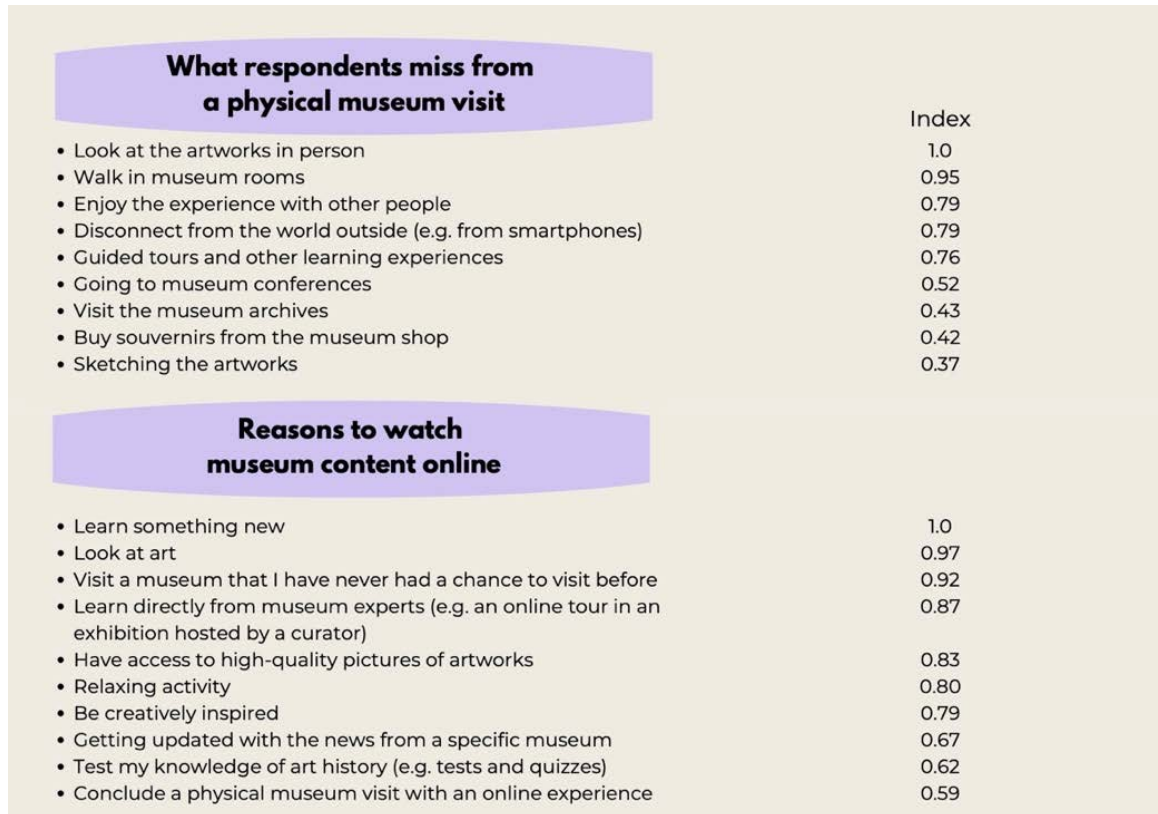 What respondents miss from
a physical museum visit
Index
• Look at the artworks in person 1.0
• Walk in museum rooms 0.95
• Enjoy the experience with other people 0.79
• Disconnect from the world outside (e.g. from smartphones) 0.79
• Guided tours and other learning experiences 0.76
• Going to museum conferences 0.52
• Visit the museum archives 0.43
• Buy souvernirs from the museum shop 0.42
• Sketching the artworks 0.37
Reasons to watch
museum content online
• Learn something new 1.0
• Look at art 0.97
• Visit a museum that I have never had a chance to visit before 0.92
• Learn directly from museum experts (e.g. an online tour in an 0.87
exhibition hosted by a curator)
• Have access to high-quality pictures of artworks 0.83
• Relaxing activity 0.80
• Be creatively inspired 0.79
• Getting updated with the news from a specific museum 0.67
• Test my knowledge of art history (e.g. tests and quizzes) 0.62
• Conclude a physical museum visit with an online experience 0.59